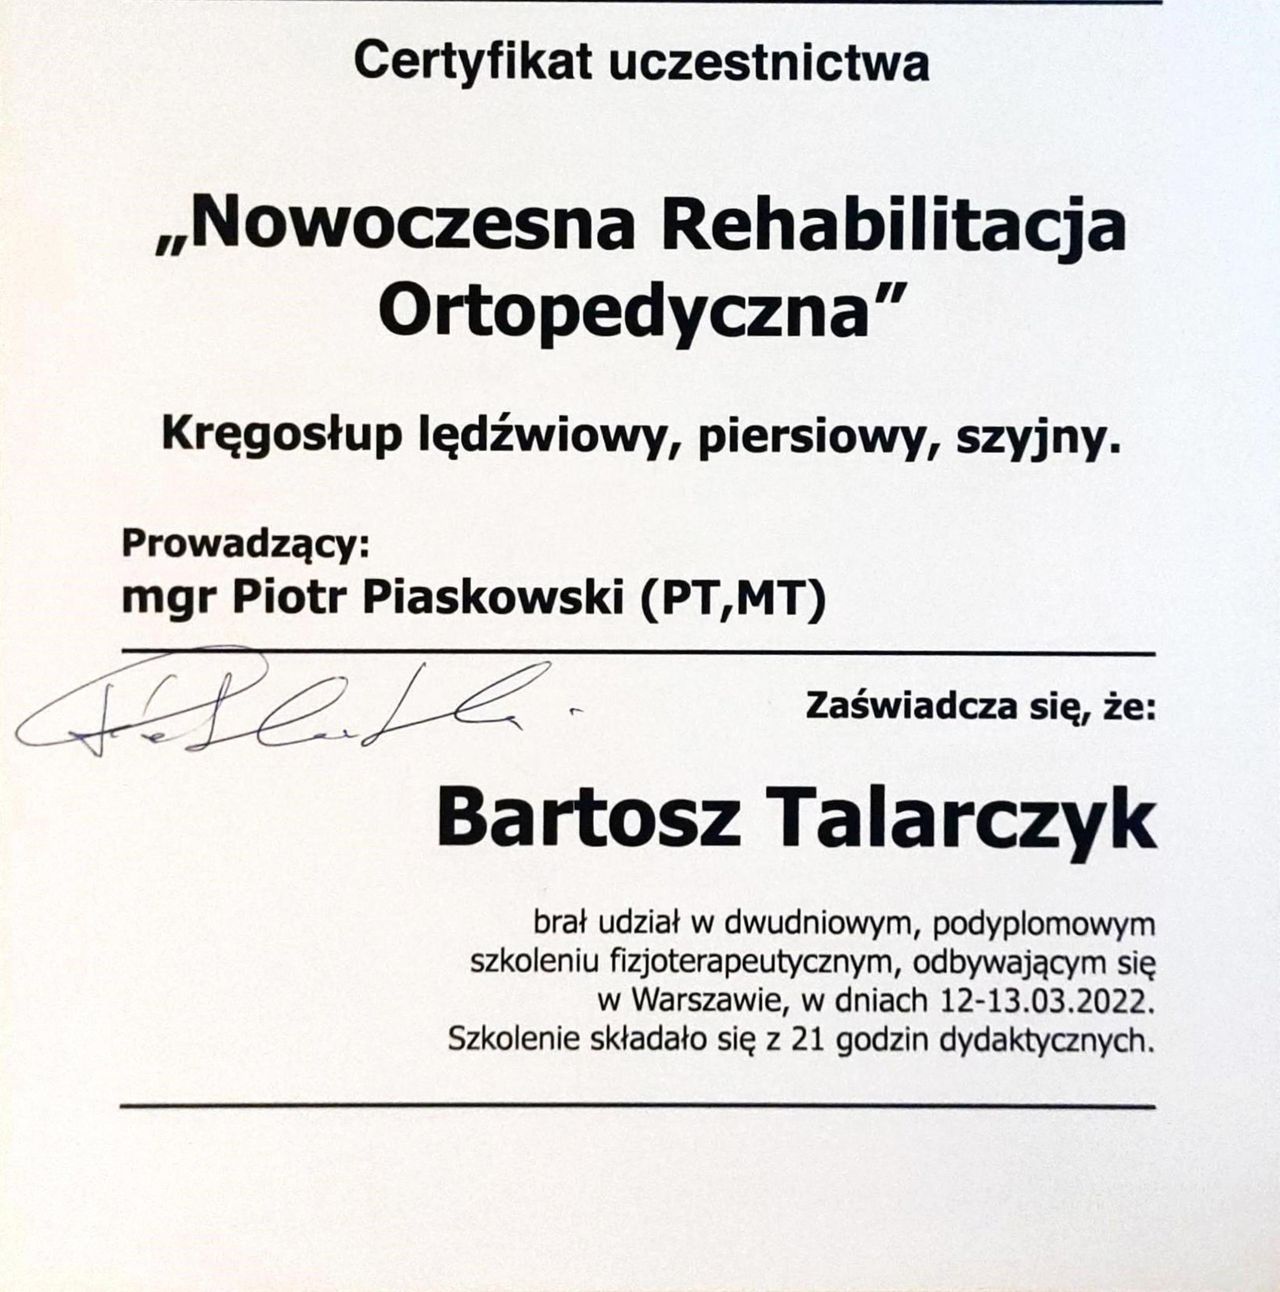 Certyfikat uczestnictwa
„Nowoczesna Rehabilitacja
Ortopedyczna”
Kręgosłup lędźwiowy, piersiowy, szyjny.
Prowadzący:
mgr Piotr Piaskowski (PT,MT)
Zaświadcza się, że:
Bartosz Talarczyk
brał udział w dwudniowym, podyplomowym
szkoleniu fizjoterapeutycznym, odbywającym się
w Warszawie, w dniach 12-13.03.2022.
Szkolenie składało się z 21 godzin dydaktycznych.